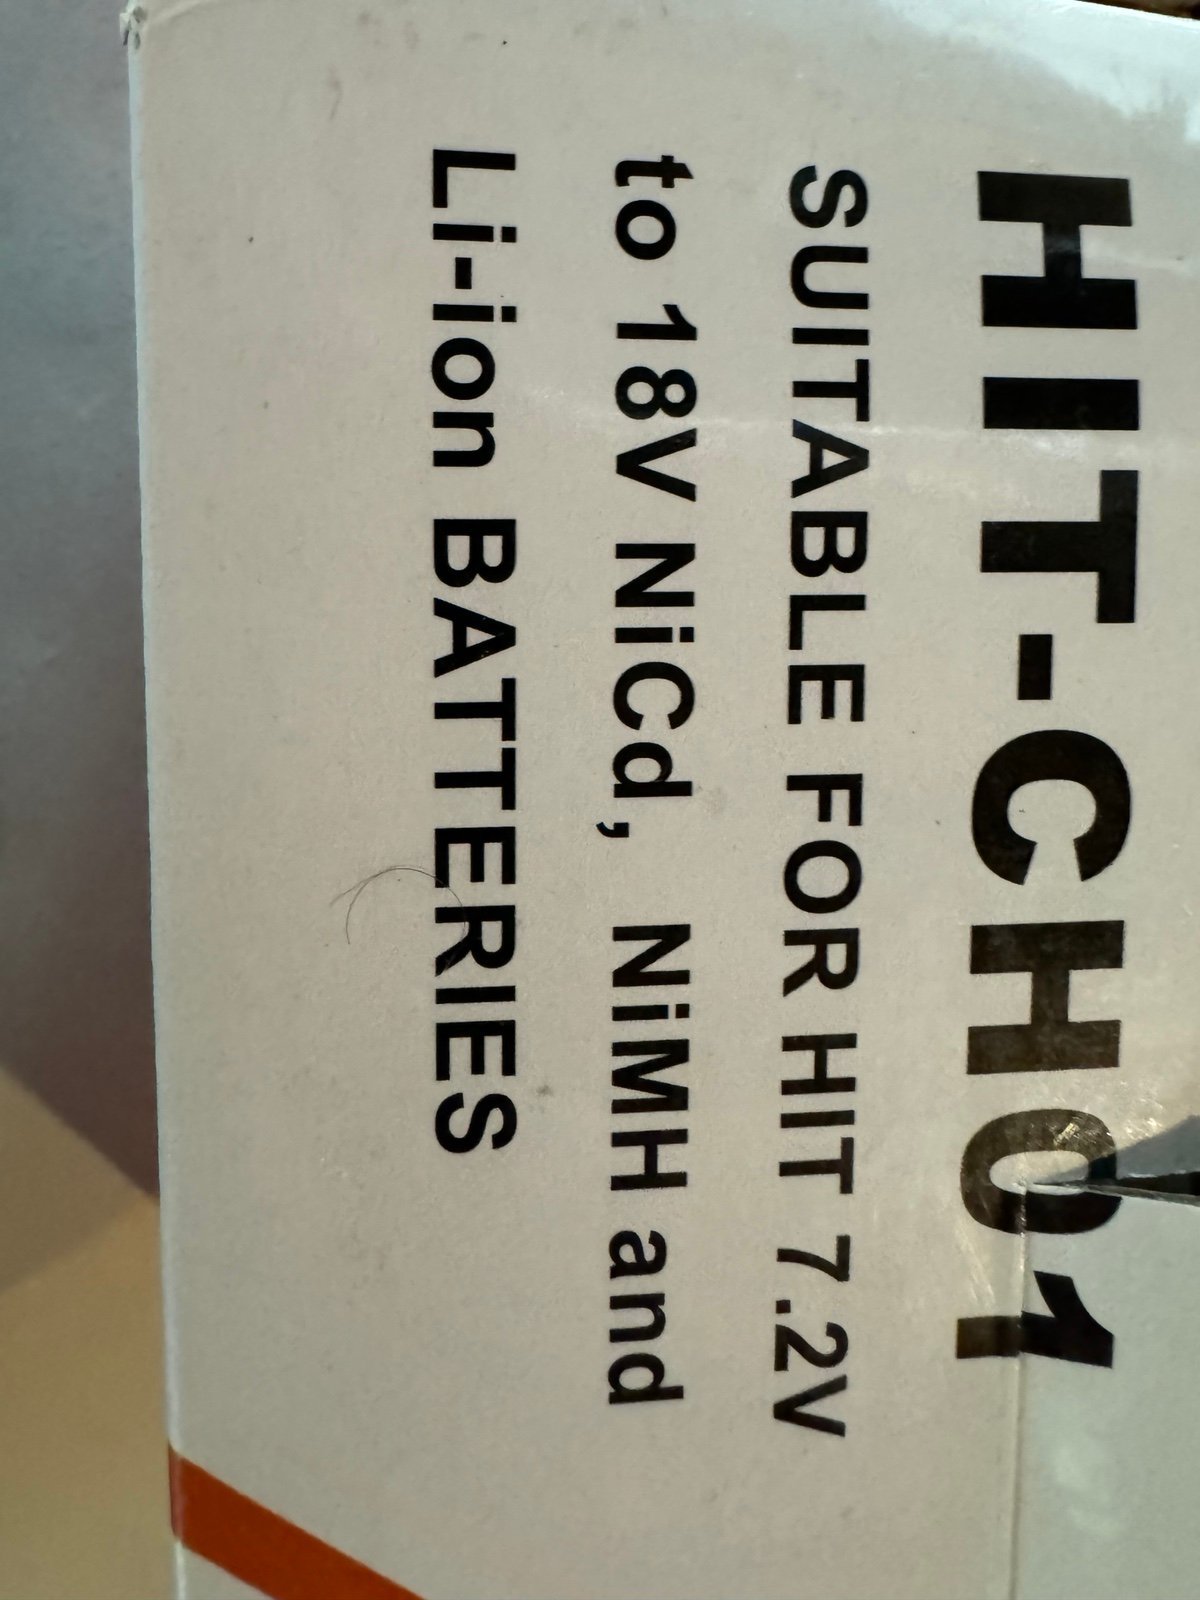 HIT-CH01
SUITABLE FOR HIT 7.2V
to 18V NiCd, NiMH and
Li-ion BATTERIES